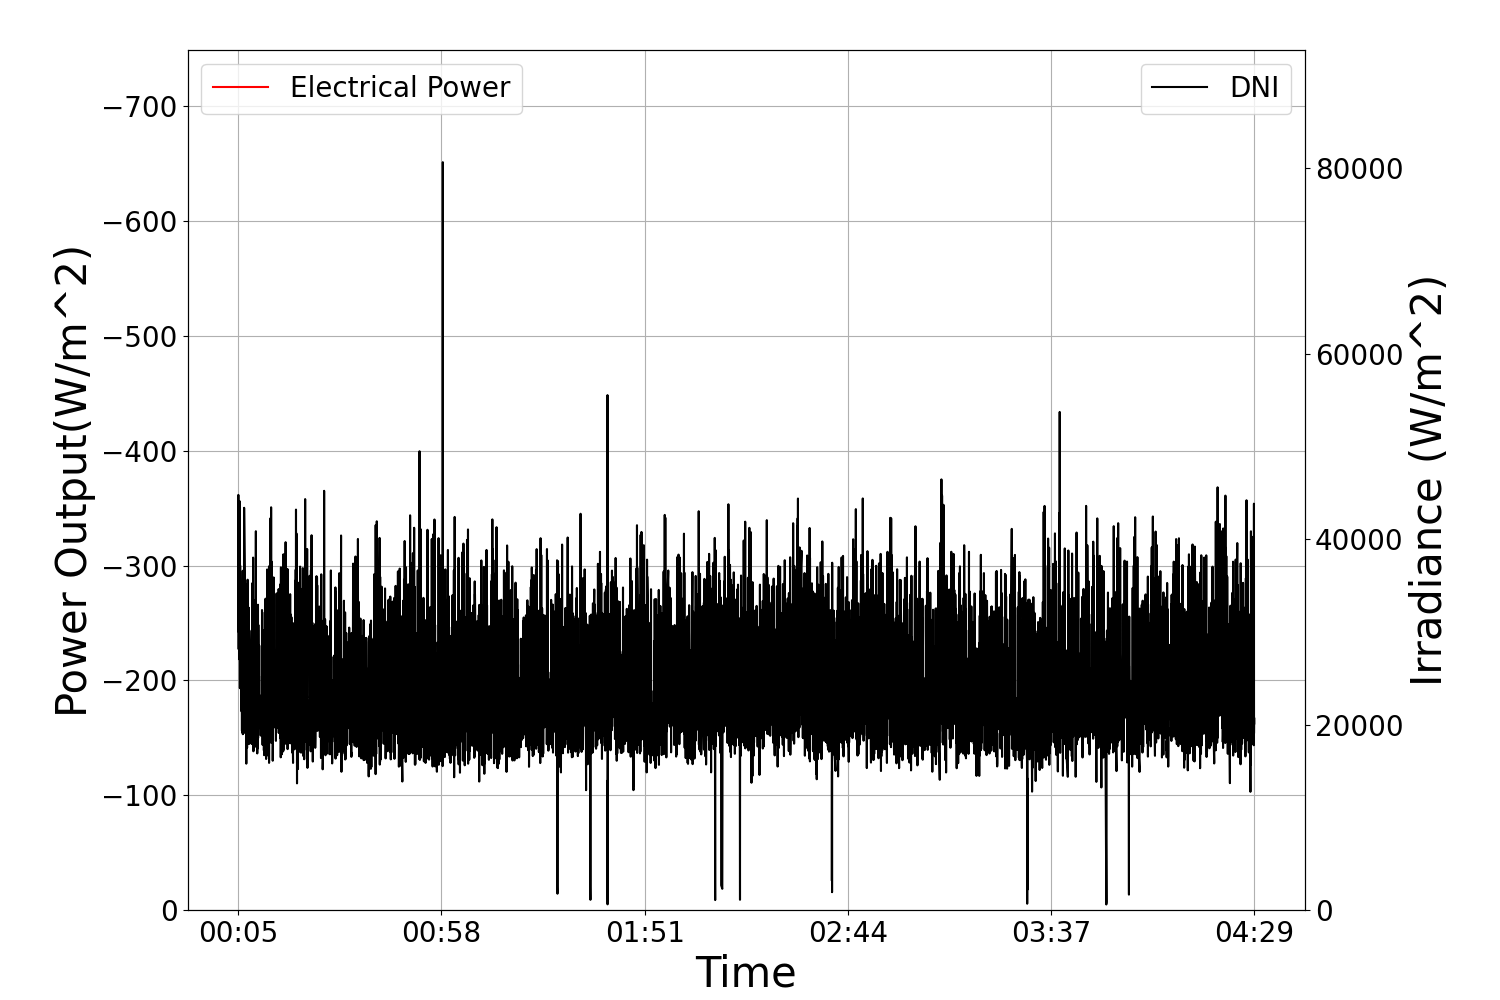 Electrical Power
DNI
Power Output(W/m^2)
−700
−600
−500
−400
−300
−200
−100
0
80000
60000
40000
20000
0
Irradiance (W/m^2)
00:05 00:58 01:51 02:44 03:37 04:29
Time